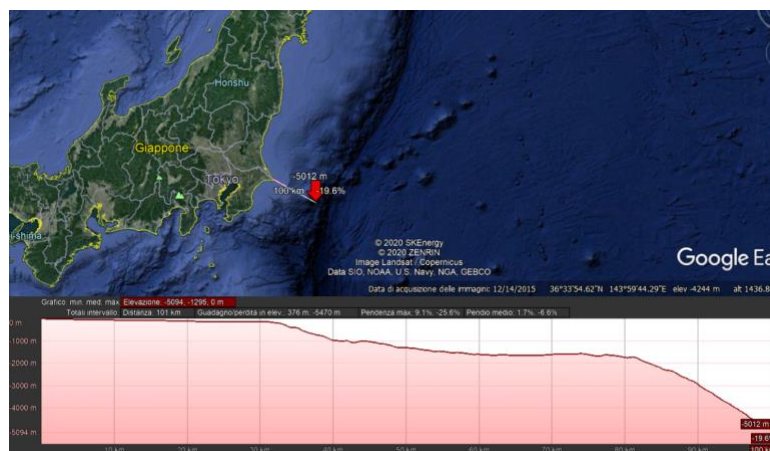 Honshu
Giappone
Tokyo
-5012 m
100 km -19.6%
i-shima
© 2020 SKEnergy
© 2020 ZENRIN
Image Landsat / Copernicus
Data SIO, NOAA, U.S. Navy, NGA, GEBCO
Google Ea
Data di acquisizione delle immagini: 12/14/2015 36°33'54.62"N 143°59'44.29"E elev -4244 m alt 1436.8
Grafico: min, med, max Elevazione: -5094, -1295, 0 m
Totali intervallo: Distanza: 101 km Guadagno/perdita in elev.: 376 m, -5470 m Pendenza max: 9.1%, -25.6% Pendio medio: 1.7%, -6.6%
0 m
-1000 m
-2000 m
-3000 m
-4000 m
-5094 m
-5012 m
-19.6%
10 km 20 km 30 km 40 km 50 km 60 km 70 km 80 km 90 km 100 k